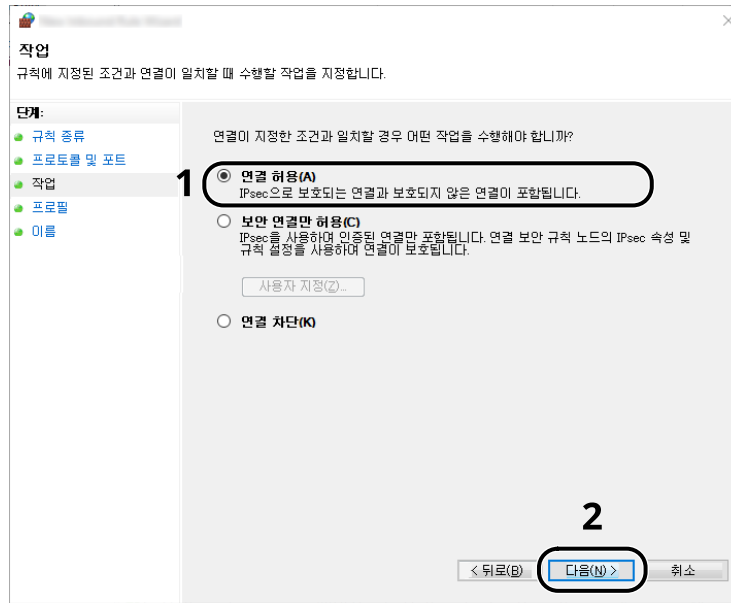 작업
규칙에 지정된 조건과 연결이 일치할 때 수행할 작업을 지정합니다.
단계:
규칙 종류
프로토콜 및 포트
작업
프로필
이름
연결이 지정한 조건과 일치할 경우 어떤 작업을 수행해야 합니까?
1
연결 허용(A)
IPsec으로 보호되는 연결과 보호되지 않은 연결이 포함됩니다.
보안 연결만 허용(C)
IPsec을 사용하여 인증된 연결만 포함됩니다. 연결 보안 규칙 노드의 IPsec 속성 및
규칙 설정을 사용하여 연결이 보호됩니다.
사용자 지정(Z)...
연결 차단(K)
2
< 뒤로(B)
다음(N) >
취소